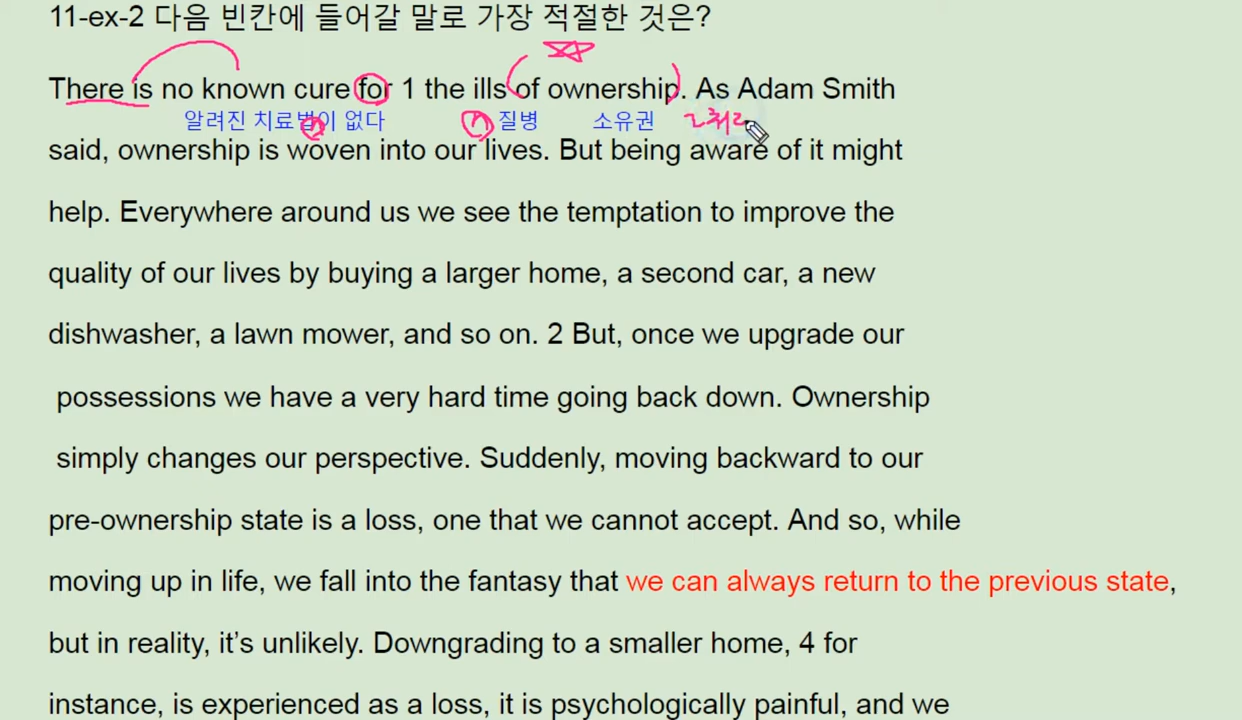 11-ex-2 다음 빈칸에 들어갈 말로 가장 적절한 것은?
There is no known cure for 1 the ills of ownership. As Adam Smith
알려진 치료법이 없다 질병 소유권
said, ownership is woven into our lives. But being aware of it might
help. Everywhere around us we see the temptation to improve the
quality of our lives by buying a larger home, a second car, a new
dishwasher, a lawn mower, and so on. 2 But, once we upgrade our
possessions we have a very hard time going back down. Ownership
simply changes our perspective. Suddenly, moving backward to our
pre-ownership state is a loss, one that we cannot accept. And so, while
moving up in life, we fall into the fantasy that we can always return to the previous state,
but in reality, it’s unlikely. Downgrading to a smaller home, 4 for
instance, is experienced as a loss, it is psychologically painful, and we